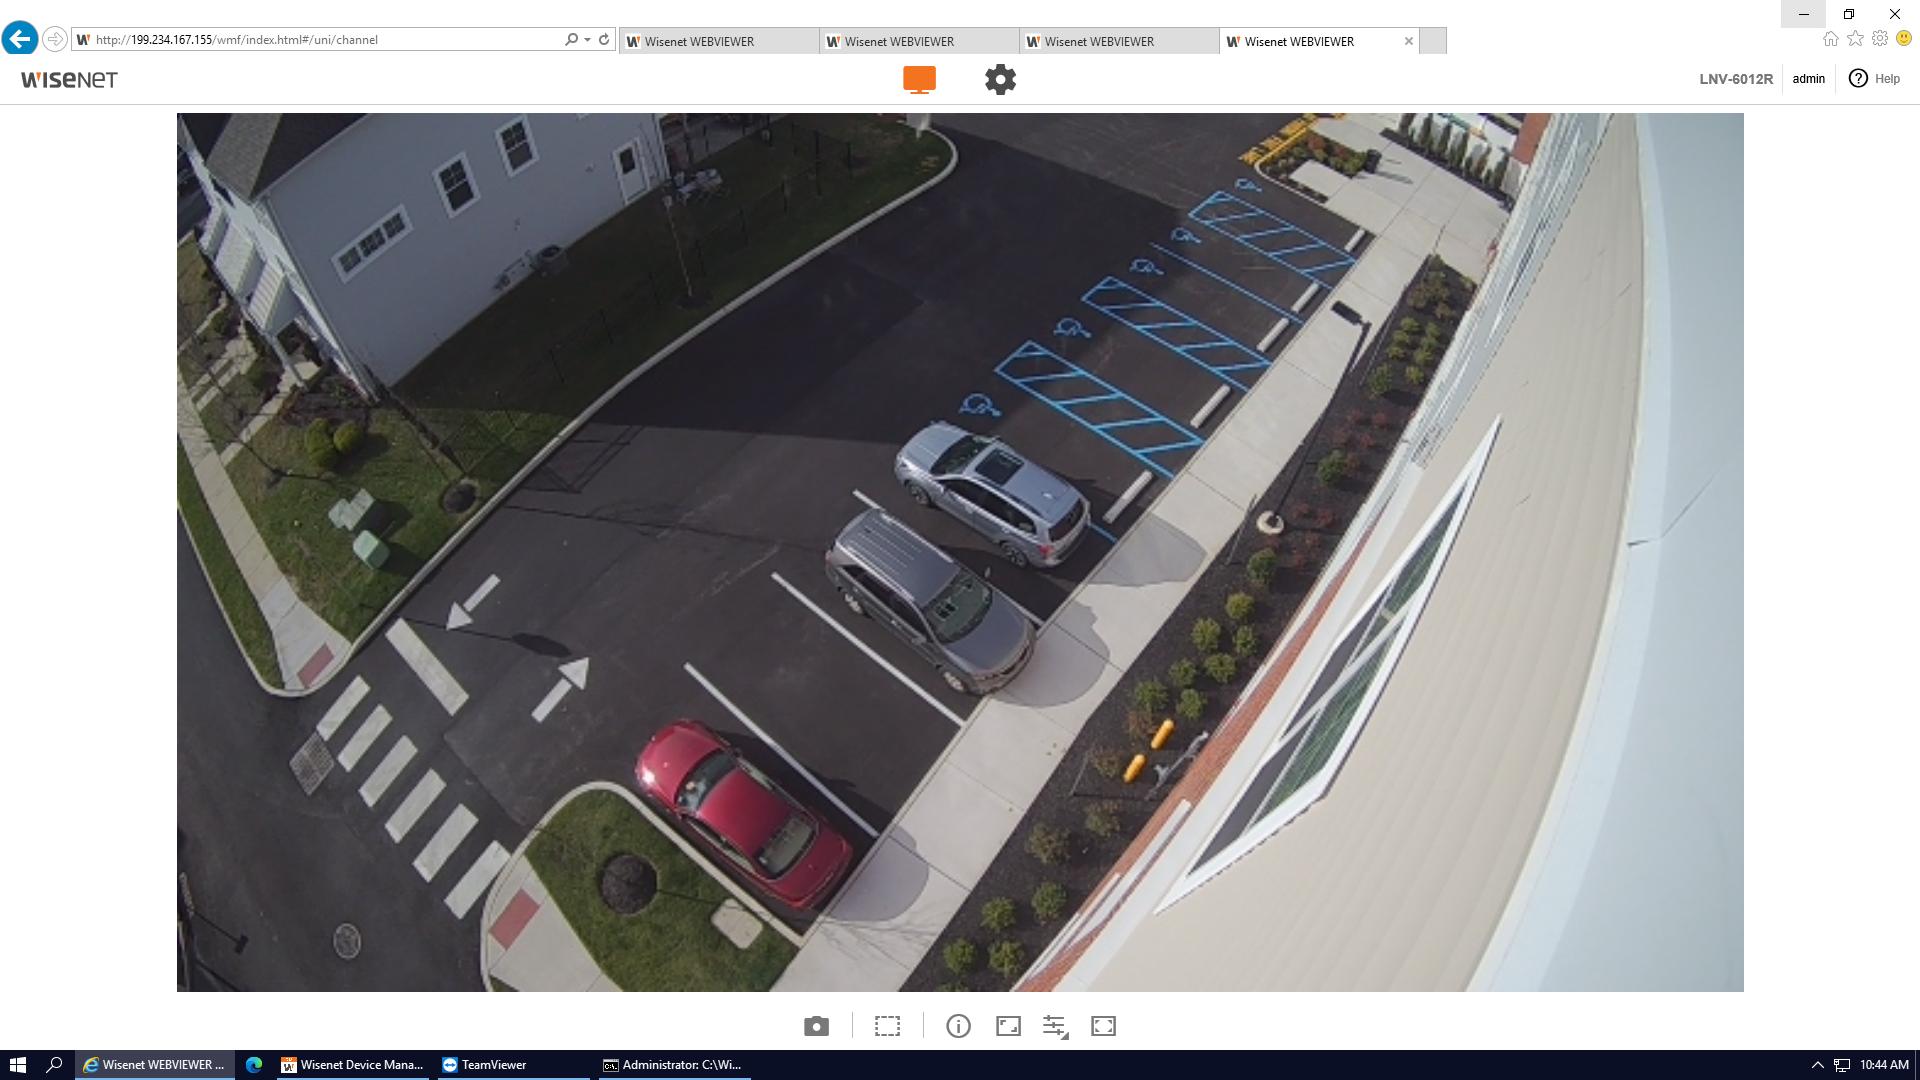 http://199.234.167.155/wmf/index.html#/uni/channel
Wisenet WEBVIEWER
Wisenet WEBVIEWER
Wisenet WEBVIEWER
Wisenet WEBVIEWER
WISENET
LNV-6012R
admin
Help
Wisenet WEBVIEWER ...
Wisenet Device Mana...
TeamViewer
Administrator: C:\Wi...
10:44 AM